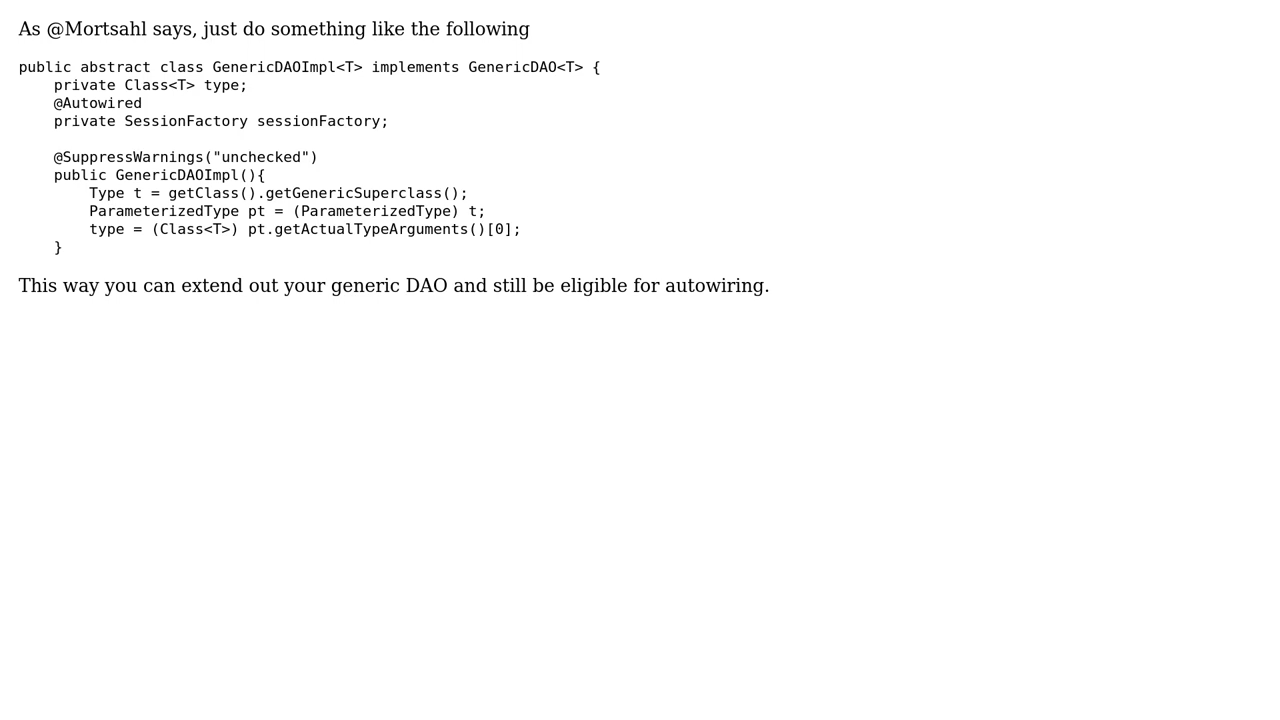 As @Mortsahl says, just do something like the following
public abstract class GenericDAOImpl<T> implements GenericDAO<T> {
    private Class<T> type;
    @Autowired
    private SessionFactory sessionFactory;

    @SuppressWarnings("unchecked")
    public GenericDAOImpl(){
        Type t = getClass().getGenericSuperclass();
        ParameterizedType pt = (ParameterizedType) t;
        type = (Class<T>) pt.getActualTypeArguments()[0];
    }
This way you can extend out your generic DAO and still be eligible for autowiring.